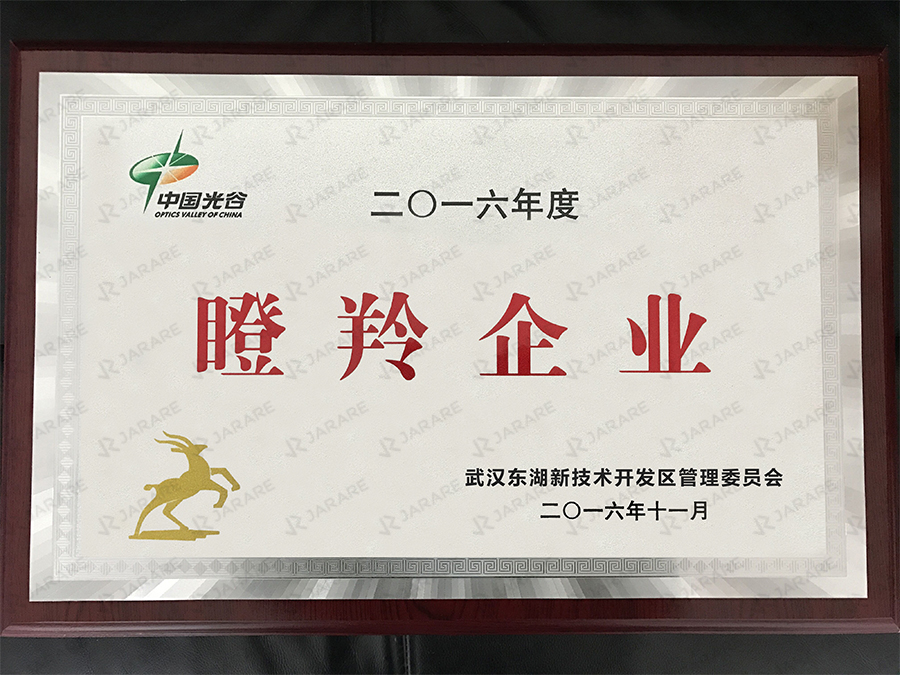 中国光谷
OPTICS VALLEY OF CHINA
二〇一六年度
瞪羚企业
武汉东湖新技术开发区管理委员会
二〇一六年十一月
JARARE